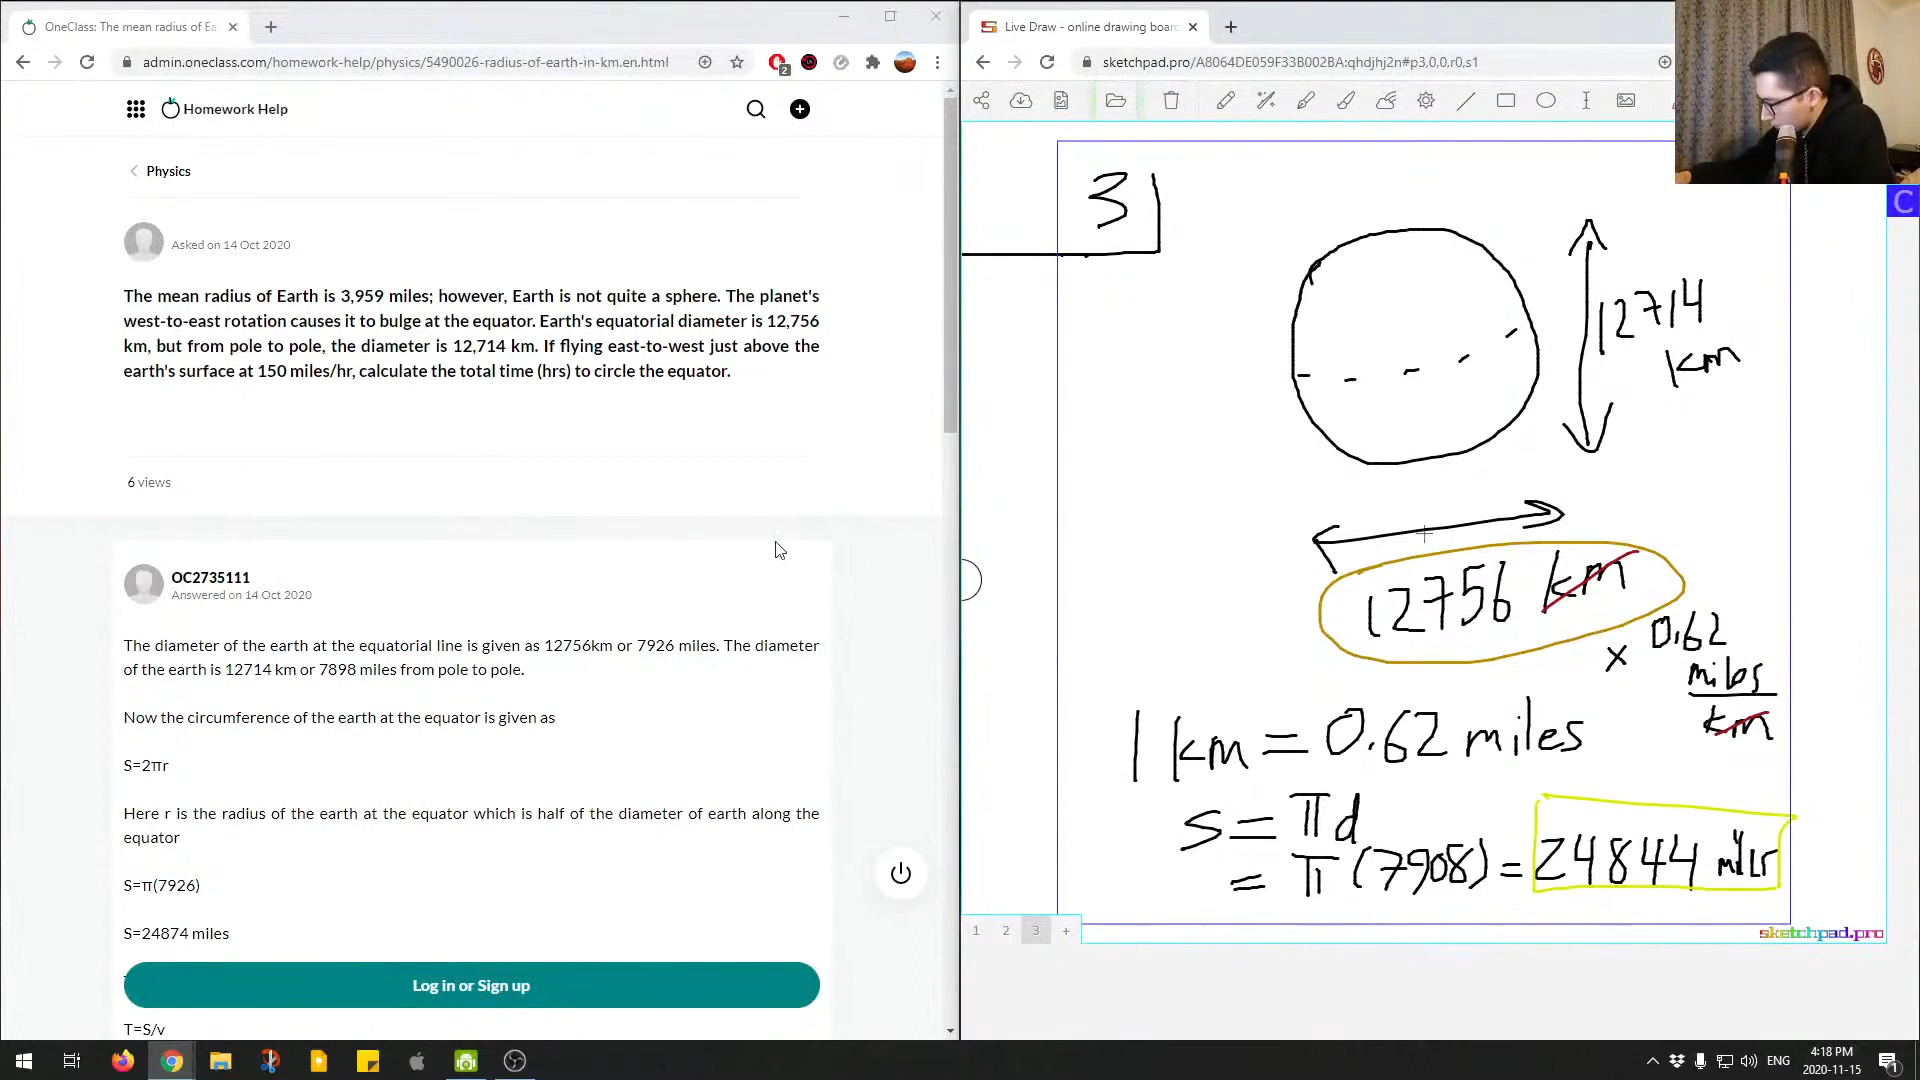 OneClass: The mean radius of Ea
admin.oneclass.com/homework-help/physics/5490026-radius-of-earth-in-km.en.html
2
Homework Help
Physics
Asked on 14 Oct 2020
The mean radius of Earth is 3,959 miles; however, Earth is not quite a sphere. The planet's
west-to-east rotation causes it to bulge at the equator. Earth's equatorial diameter is 12,756
km, but from pole to pole, the diameter is 12,714 km. If flying east-to-west just above the
earth's surface at 150 miles/hr, calculate the total time (hrs) to circle the equator.
6 views
OC2735111
Answered on 14 Oct 2020
The diameter of the earth at the equatorial line is given as 12756km or 7926 miles. The diameter
of the earth is 12714 km or 7898 miles from pole to pole.
Now the circumference of the earth at the equator is given as
S=2πr
Here r is the radius of the earth at the equator which is half of the diameter of earth along the
equator
S=π(7926)
S=24874 miles
Log in or Sign up
T=S/v
Live Draw - online drawing boar
sketchpad.pro/A8064DE059F33B002BA:qhdjhj2n#p3,0,0,r0,s1
C
3
12714
km
12756 km
x 0.62
miles
km
1 km = 0.62 miles
S = πd
= π(7908) = 24844 miles
1 2 3 +
sketchpad.pro
ENG
4:18 PM
2020-11-15
1